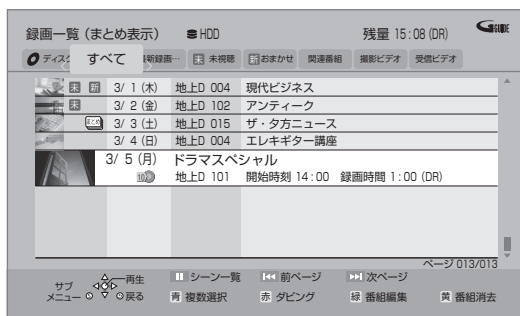 録画一覧 (まとめ表示) HDD 残量 15:08 (DR) G-GUIDE
ディスク すべて 新録画… 未 未視聴 新 おまかせ 関連番組 撮影ビデオ 受信ビデオ
未 新 3/ 1 (木) 地上D 004 現代ビジネス
未 3/ 2 (金) 地上D 102 アンティーク
まとめ 3/ 3 (土) 地上D 015 ザ・夕方ニュース
3/ 4 (日) 地上D 004 エレキギター講座
3/ 5 (月) ドラマスペシャル
地上D 101 開始時刻 14:00 録画時間 1:00 (DR)
ページ 013/013
サブメニュー 再生 戻る シーン一覧 前ページ 次ページ
青 複数選択 赤 ダビング 緑 番組編集 黄 番組消去